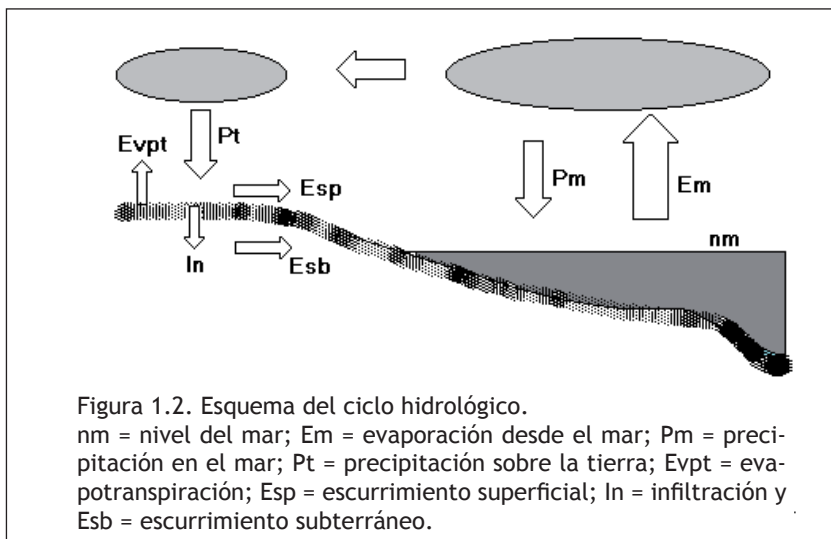 Pt
Evpt
Pm
Em
Esp
nm
In
Esb
Figura 1.2. Esquema del ciclo hidrológico.
nm = nivel del mar; Em = evaporación desde el mar; Pm = preci-
pitación en el mar; Pt = precipitación sobre la tierra; Evpt = eva-
potranspiración; Esp = escurrimiento superficial; In = infiltración y
Esb = escurrimiento subterráneo.